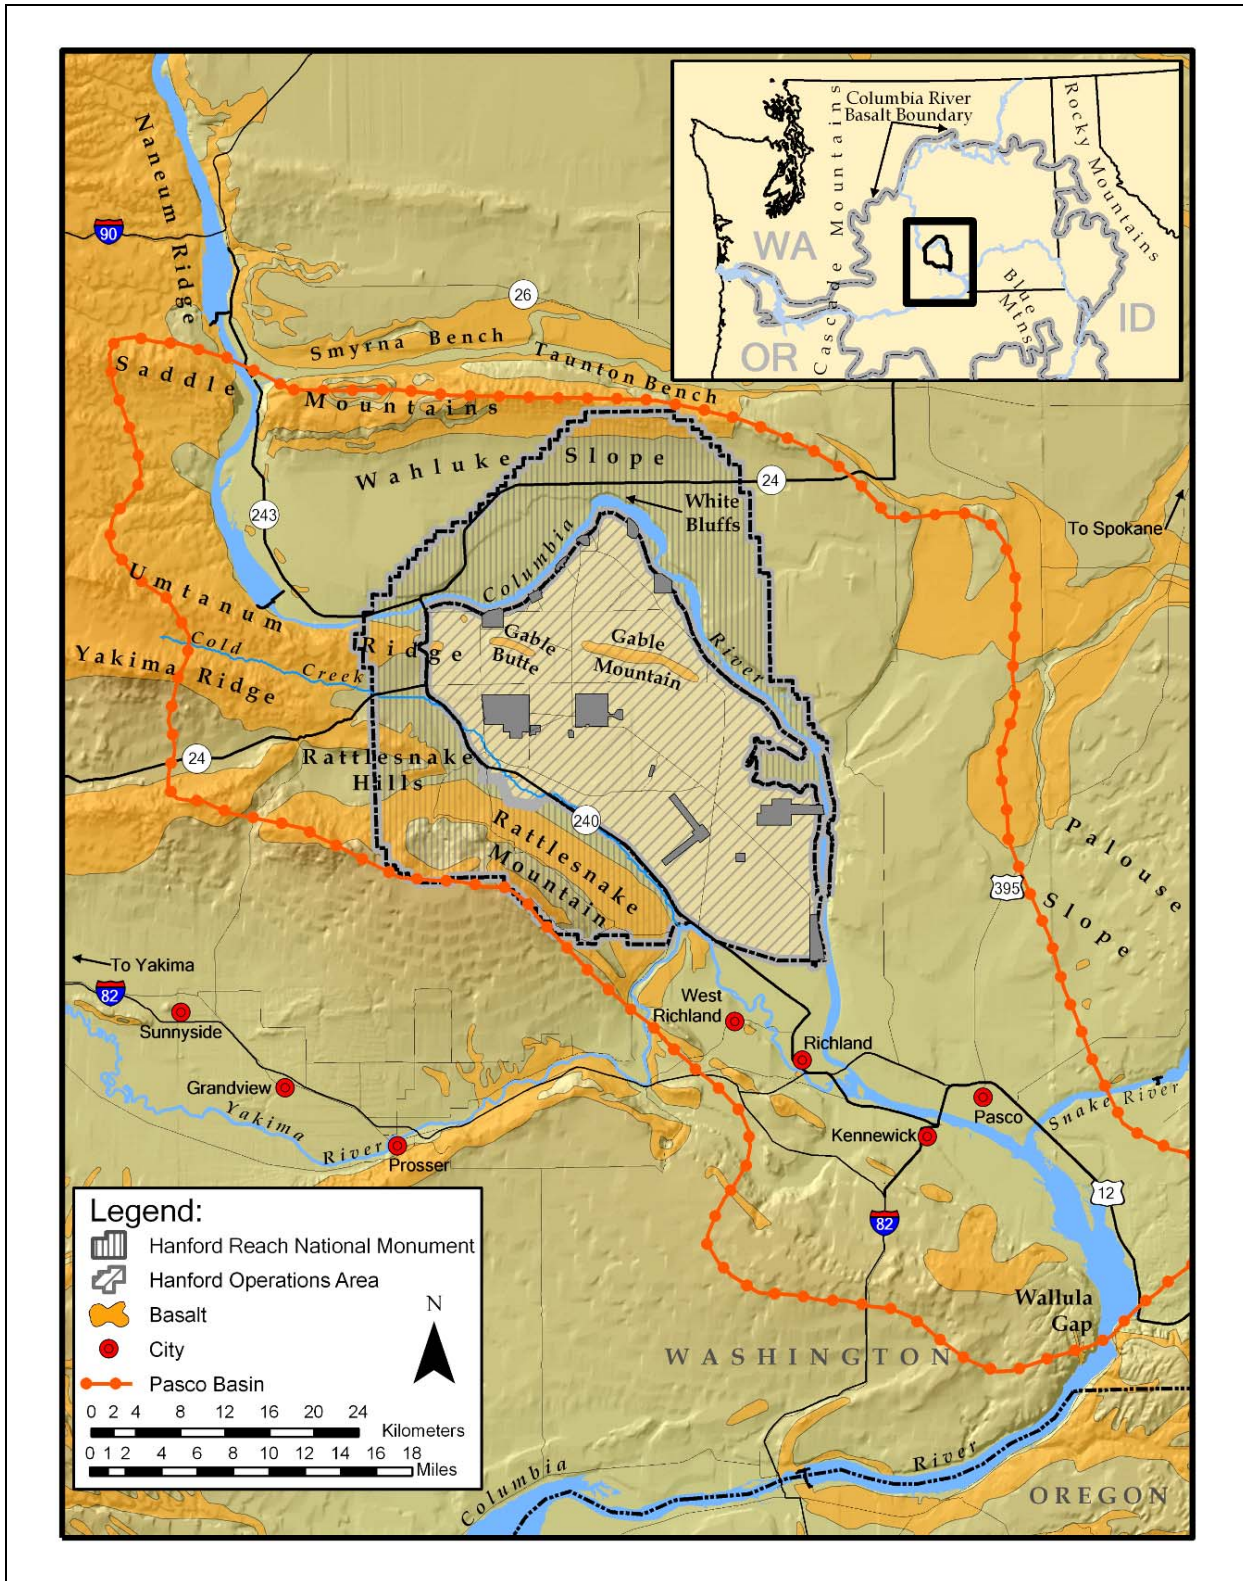 Columbia River
Basalt Boundary
Cascade Mountains
Rocky Mountains
WA
OR
ID
Blue
Mtns
Naneum Ridge
90
26
Smyrna Bench
Taunton Bench
Saddle
Mountains
Wahluke Slope
24
White
Bluffs
243
Columbia
River
To Spokane
Umtanum
Ridge
Cold
Creek
Gable
Butte
Gable
Mountain
Yakima Ridge
24
Rattlesnake
Hills
240
Rattlesnake
Mountain
Palouse
Slope
395
To Yakima
82
Sunnyside
West
Richland
Richland
Grandview
Yakima
River
Prosser
Pasco
Kennewick
Snake River
12
82
Wallula
Gap
WASHINGTON
Columbia
River
OREGON
Legend:
Hanford Reach National Monument
Hanford Operations Area
Basalt
City
Pasco Basin
N
0 2 4 8 12 16 20 24
Kilometers
0 1 2 4 6 8 10 12 14 16 18
Miles